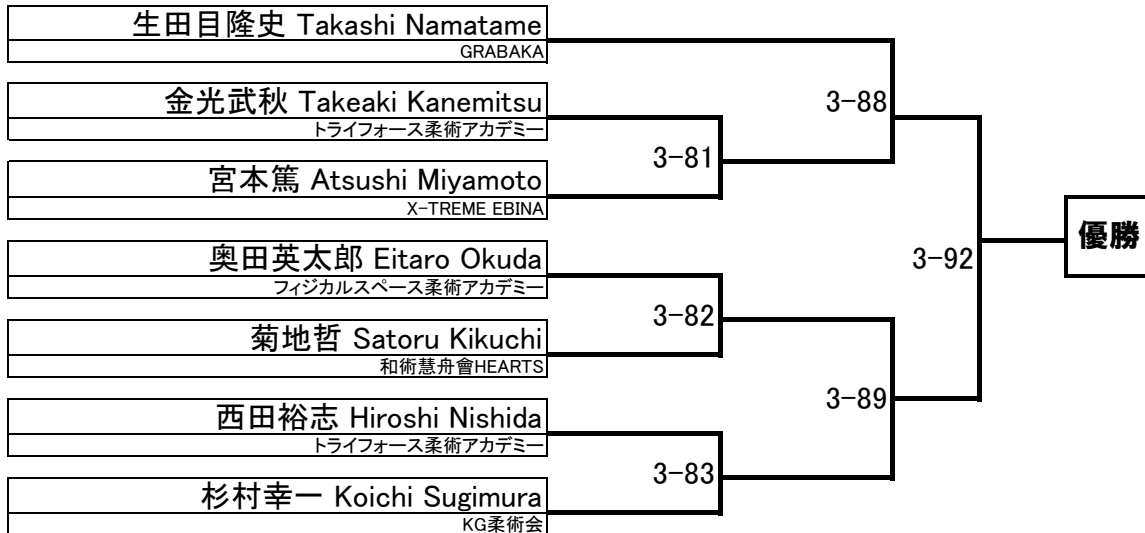 生田目隆史 Takashi Namatame
GRABAKA
金光武秋 Takeaki Kanemitsu
トライフォース柔術アカデミー
3-88
3-81
宮本篤 Atsushi Miyamoto
X-TREME EBINA
優勝
奥田英太郎 Eitaro Okuda
フィジカルスペース柔術アカデミー
3-92
3-82
菊地哲 Satoru Kikuchi
和術慧舟會HEARTS
3-89
西田裕志 Hiroshi Nishida
トライフォース柔術アカデミー
3-83
杉村幸一 Koichi Sugimura
KG柔術会